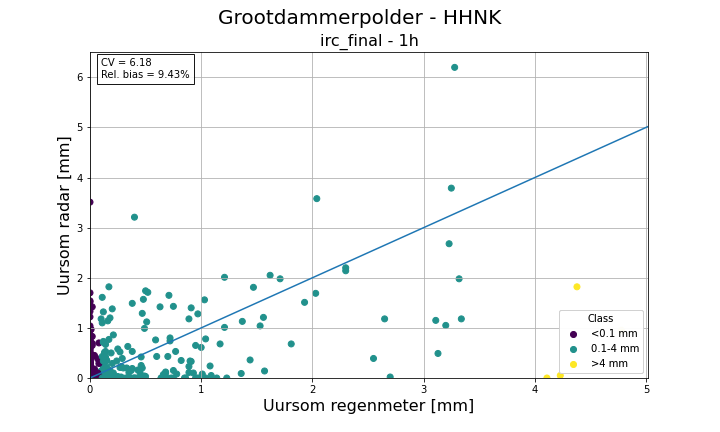 Grootdammerpolder - HHNK
irc_final - 1h
CV = 6.18
Rel. bias = 9.43%
Uursom radar [mm]
6
5
4
3
2
1
0
0 1 2 3 4 5
Uursom regenmeter [mm]
Class
<0.1 mm
0.1-4 mm
>4 mm